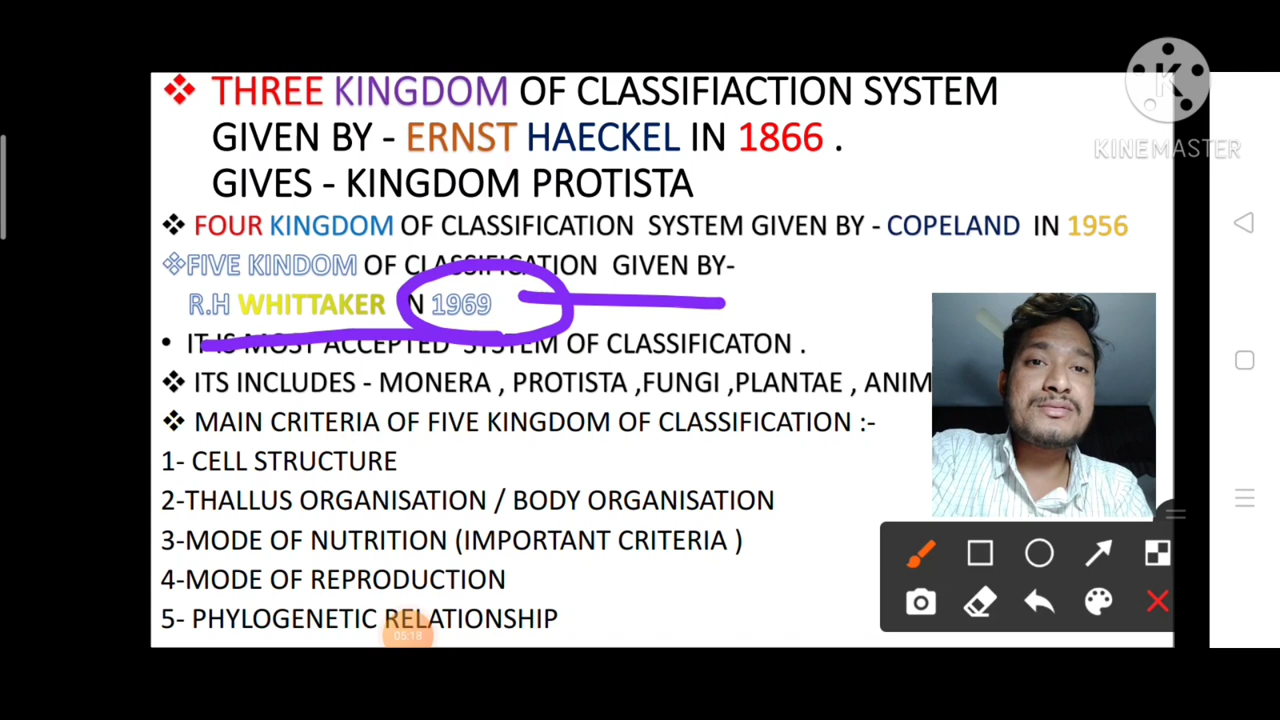 ❖ THREE KINGDOM OF CLASSIFIACTION SYSTEM
GIVEN BY - ERNST HAECKEL IN 1866 .
GIVES - KINGDOM PROTISTA
❖ FOUR KINGDOM OF CLASSIFICATION SYSTEM GIVEN BY - COPELAND IN 1956
❖FIVE KINDOM OF CLASSIFICATION GIVEN BY-
R.H WHITTAKER IN 1969
• IT IS MOST ACCEPTED SYSTEM OF CLASSIFICATON .
❖ ITS INCLUDES - MONERA , PROTISTA ,FUNGI ,PLANTAE , ANIM
❖ MAIN CRITERIA OF FIVE KINGDOM OF CLASSIFICATION :-
1- CELL STRUCTURE
2-THALLUS ORGANISATION / BODY ORGANISATION
3-MODE OF NUTRITION (IMPORTANT CRITERIA )
4-MODE OF REPRODUCTION
5- PHYLOGENETIC RELATIONSHIP
05:18
K
KINEMASTER